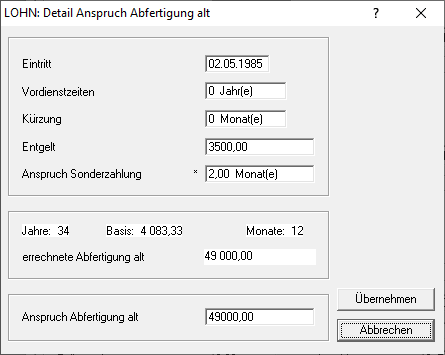 LOHN: Detail Anspruch Abfertigung alt
Eintritt 02.05.1985
Vordienstzeiten 0 Jahr(e)
Kürzung 0 Monat(e)
Entgelt 3500,00
Anspruch Sonderzahlung * 2,00 Monat(e)
Jahre: 34 Basis: 4 083,33 Monate: 12
errechnete Abfertigung alt 49 000,00
Übernehmen
Anspruch Abfertigung alt 49000,00
Abbrechen